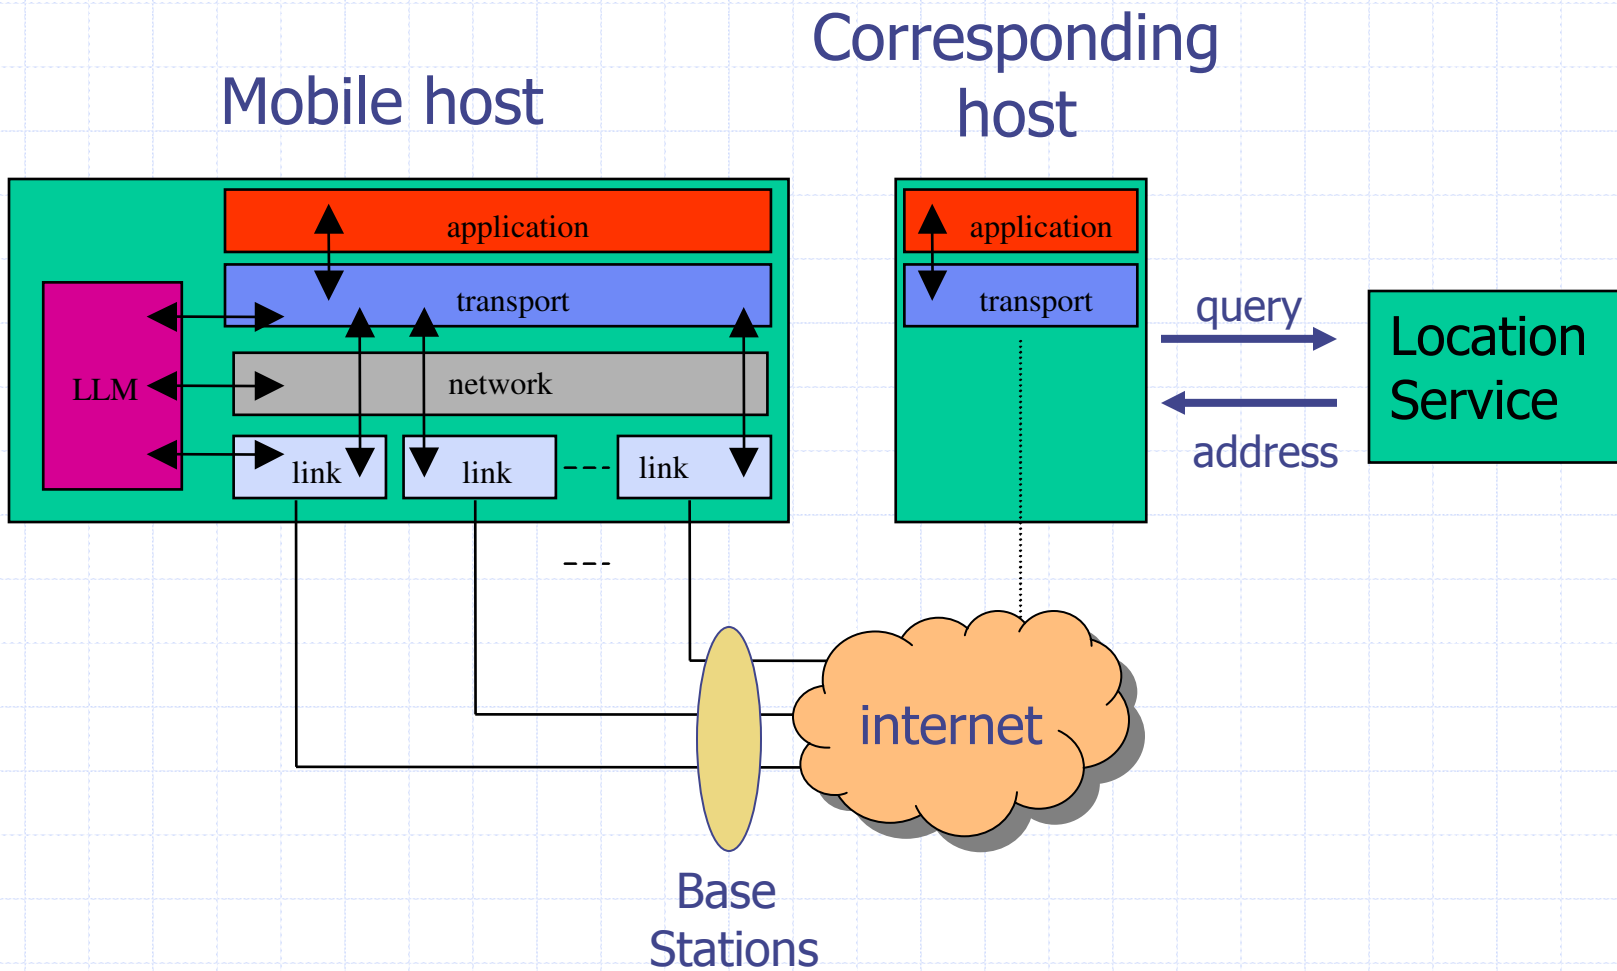 Corresponding
host
Mobile host
application
transport
LLM
network
link
link
---
link
---
application
transport
query
address
Location
Service
internet
Base
Stations